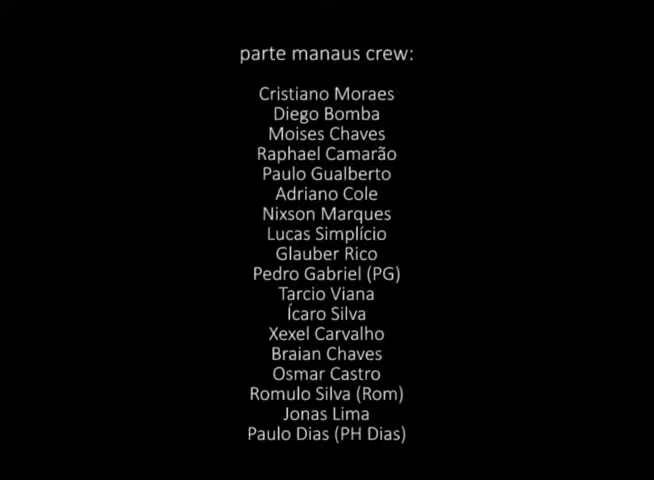 parte manaus crew:
Cristiano Moraes
Diego Bomba
Moises Chaves
Raphael Camarão
Paulo Gualberto
Adriano Cole
Nixson Marques
Lucas Simplício
Glauber Rico
Pedro Gabriel (PG)
Tarcio Viana
Ícaro Silva
Xexel Carvalho
Braian Chaves
Osmar Castro
Romulo Silva (Rom)
Jonas Lima
Paulo Dias (PH Dias)